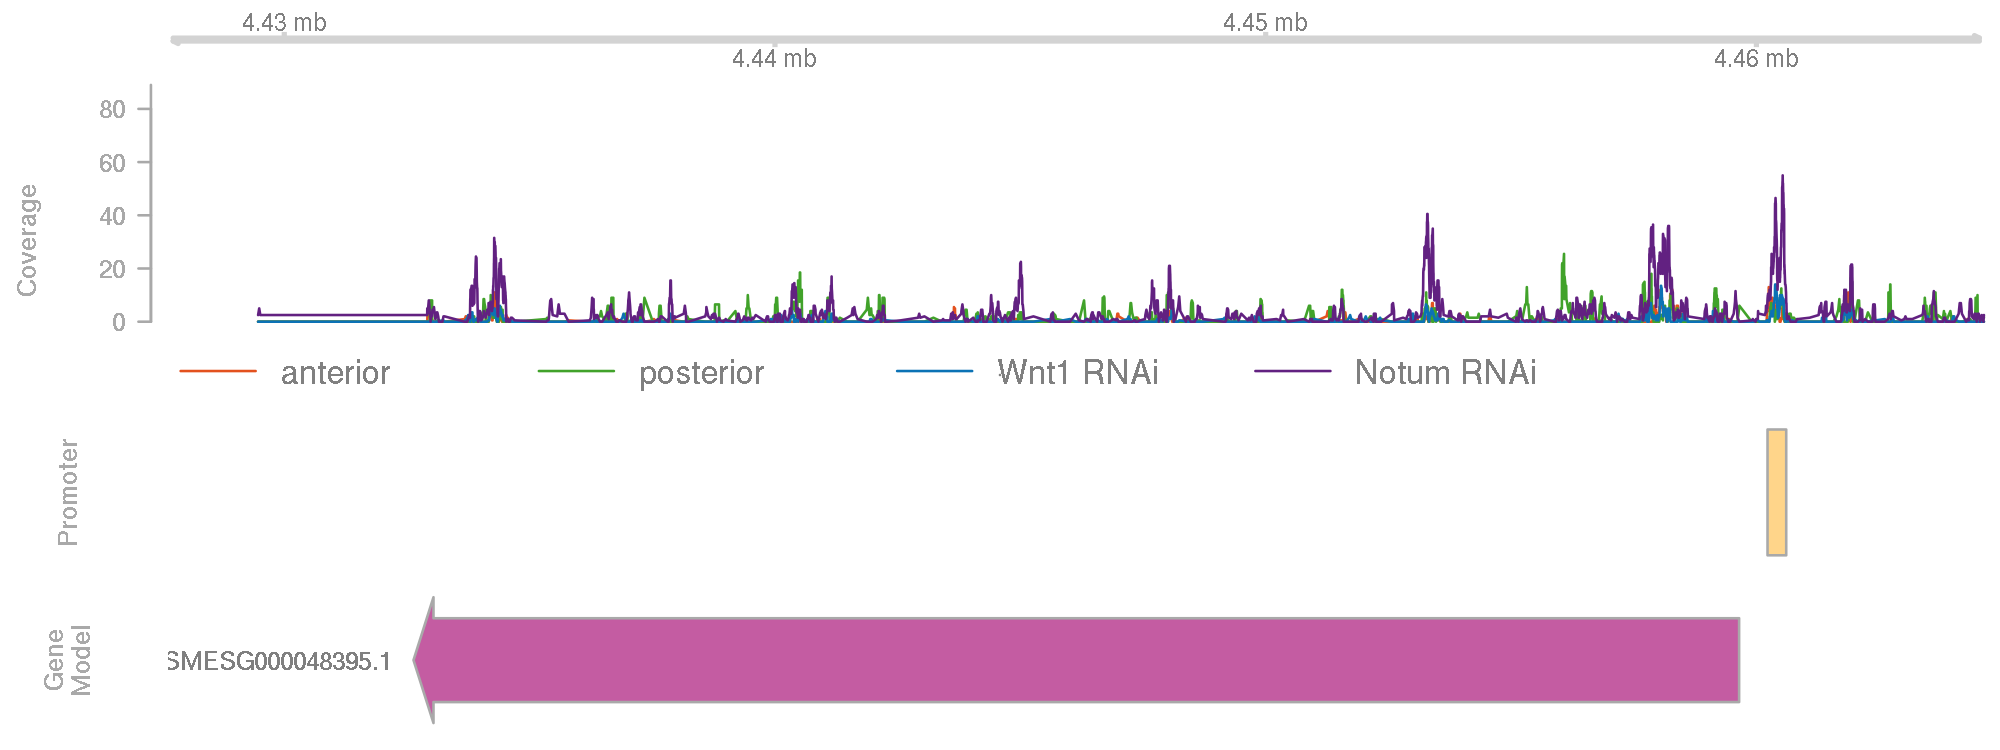 4.43 mb
4.45 mb
4.44 mb
4.46 mb
Coverage
80
60
40
20
0
anterior
posterior
Wnt1 RNAi
Notum RNAi
Promoter
Gene
Model
SMESG000048395.1